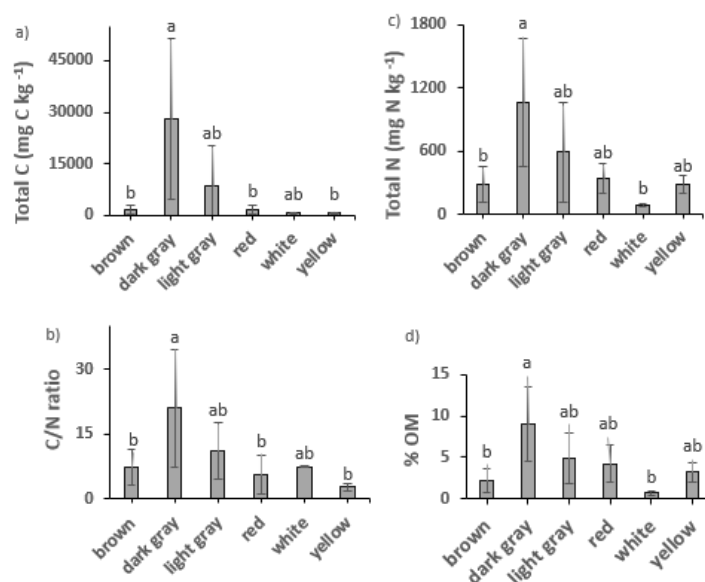 a)
Total C (mg C kg ⁻¹)
45000
30000
15000
0
b
a
ab
b
ab
b
brown
dark gray
light gray
red
white
yellow
c)
Total N (mg N kg ⁻¹)
1800
1200
600
0
b
a
ab
ab
b
ab
brown
dark gray
light gray
red
white
yellow
b)
C/N ratio
30
15
0
b
a
ab
b
ab
b
brown
dark gray
light gray
red
white
yellow
d)
% OM
15
10
5
0
b
a
ab
ab
b
ab
brown
dark gray
light gray
red
white
yellow